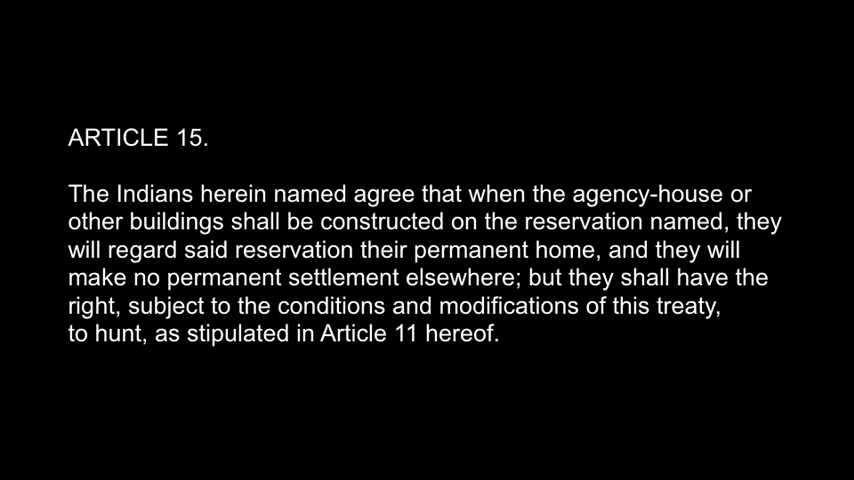 ARTICLE 15.
The Indians herein named agree that when the agency-house or
other buildings shall be constructed on the reservation named, they
will regard said reservation their permanent home, and they will
make no permanent settlement elsewhere; but they shall have the
right, subject to the conditions and modifications of this treaty,
to hunt, as stipulated in Article 11 hereof.